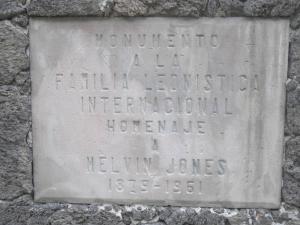 MONUMENTO
A LA
FAMILIA LEONISTICA
INTERNACIONAL
HOMENAJE
A
MELVIN JONES
1879-1961